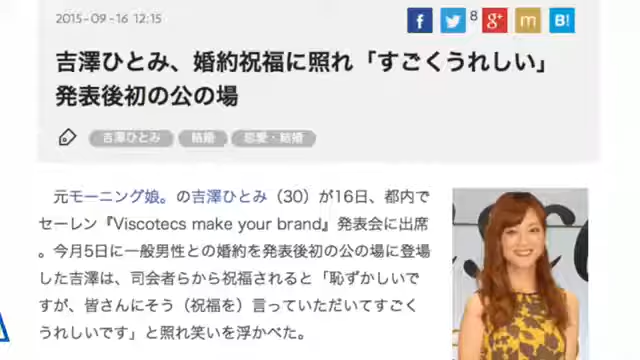 2015-09-16 12:15
f
8
g+
m
B!
吉澤ひとみ、婚約祝福に照れ「すごくうれしい」
発表後初の公の場
吉澤ひとみ 結婚 恋愛・結婚
元モーニング娘。の吉澤ひとみ（30）が16日、都内で
セーレン『Viscotecs make your brand』発表会に出席
。今月5日に一般男性との婚約を発表後初の公の場に登場
した吉澤は、司会者らから祝福されると「恥ずかしいで
すが、皆さんにそう（祝福を）言っていただいてすごく
うれしいです」と照れ笑いを浮かべた。